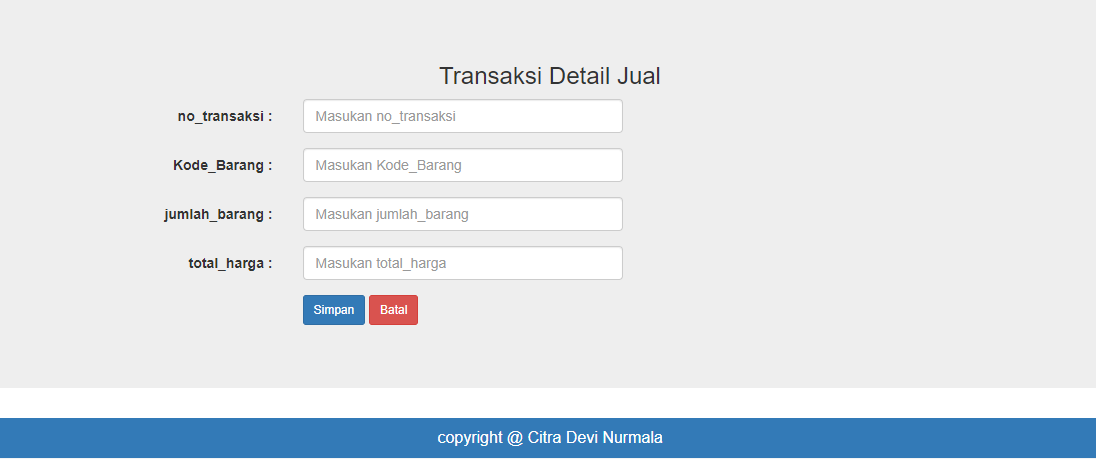 Transaksi Detail Jual
no_transaksi : Masukan no_transaksi
Kode_Barang : Masukan Kode_Barang
jumlah_barang : Masukan jumlah_barang
total_harga : Masukan total_harga
Simpan Batal
copyright @ Citra Devi Nurmala